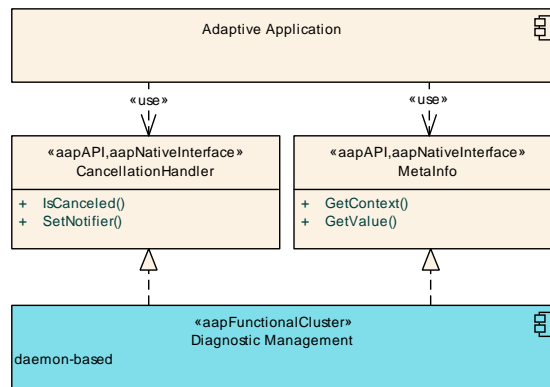 Adaptive Application
«use»
«use»
«aapAPI,aapNativeInterface»
CancellationHandler
+ IsCanceled()
+ SetNotifier()
«aapAPI,aapNativeInterface»
MetaInfo
+ GetContext()
+ GetValue()
«aapFunctionalCluster»
Diagnostic Management
daemon-based